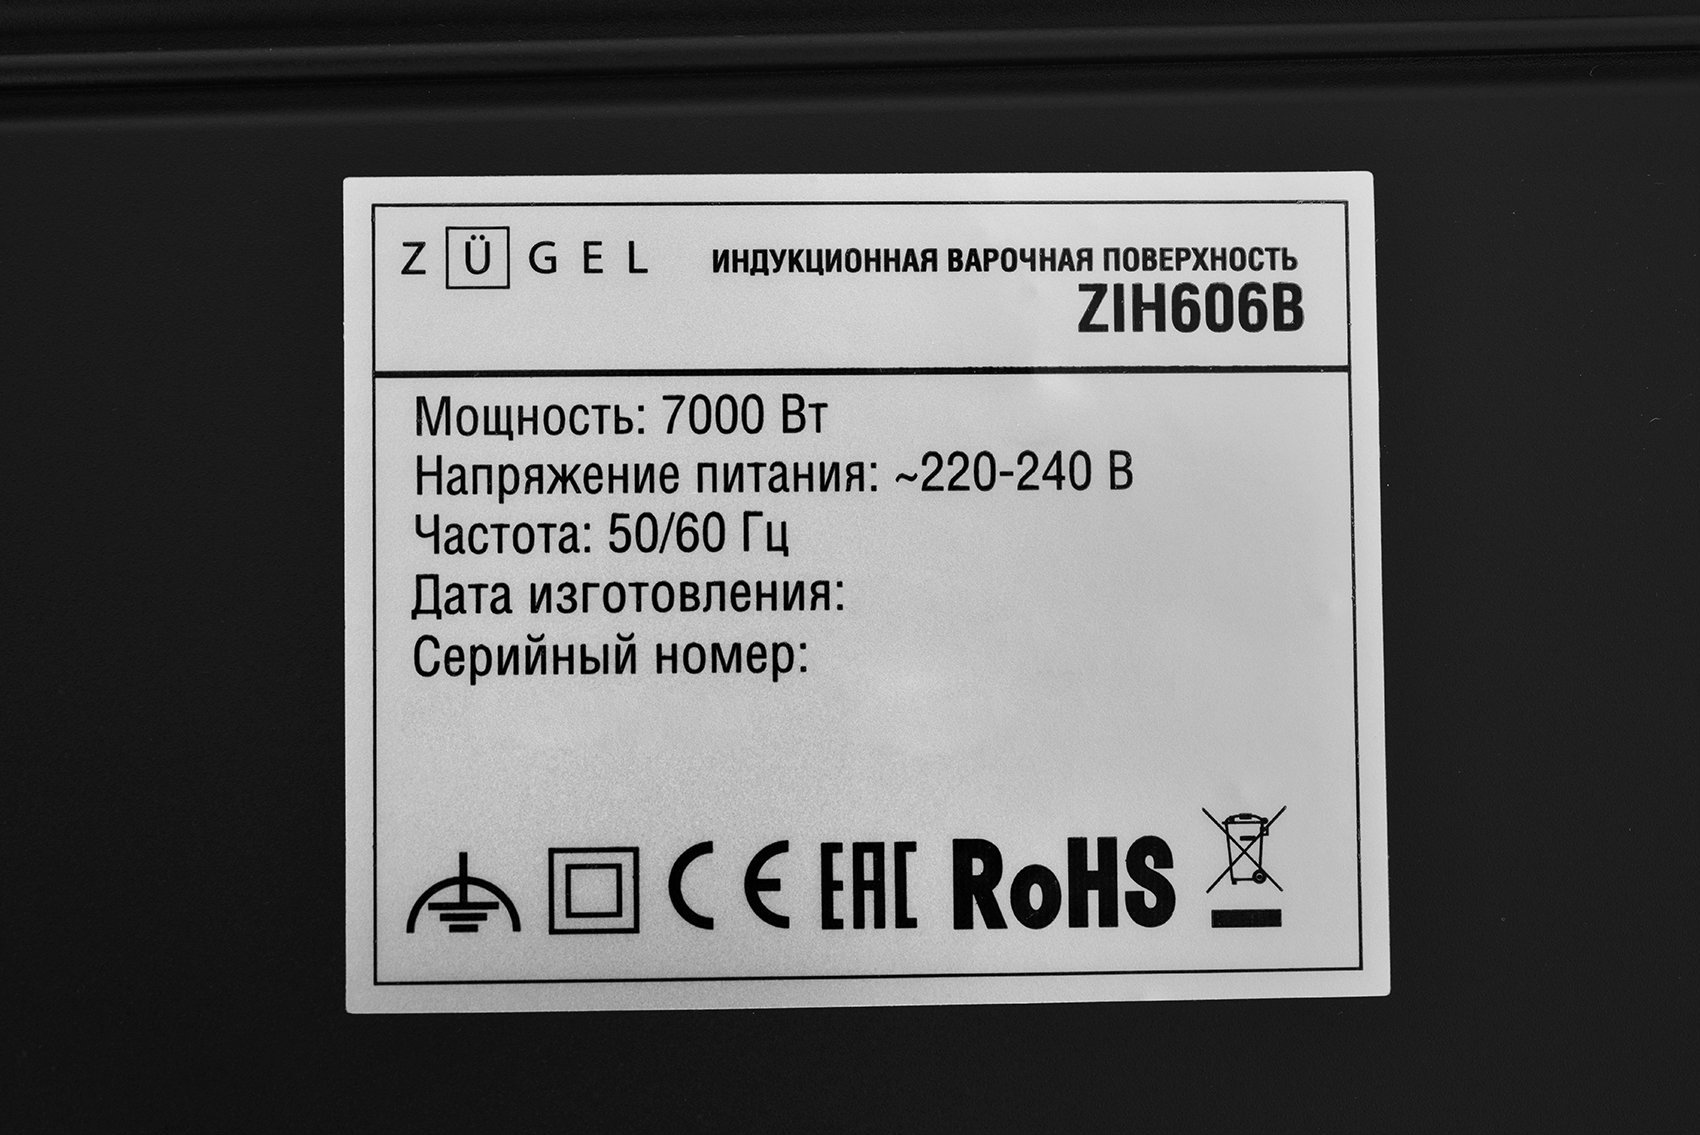 ZÜGEL ИНДУКЦИОННАЯ ВАРОЧНАЯ ПОВЕРХНОСТЬ
ZIH606B
Мощность: 7000 Вт
Напряжение питания: ~220-240 В
Частота: 50/60 Гц
Дата изготовления:
Серийный номер:
CE EAC RoHS